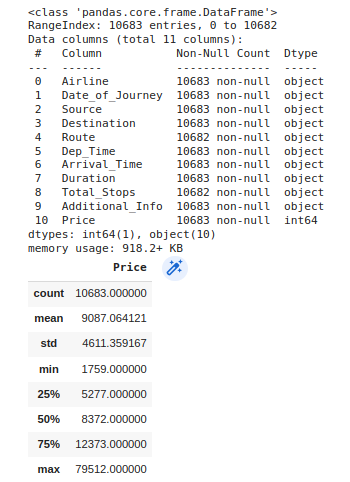 <class 'pandas.core.frame.DataFrame'>
RangeIndex: 10683 entries, 0 to 10682
Data columns (total 11 columns):
 #   Column           Non-Null Count  Dtype
---  ------           --------------  -----
 0   Airline          10683 non-null  object
 1   Date_of_Journey  10683 non-null  object
 2   Source           10683 non-null  object
 3   Destination      10683 non-null  object
 4   Route            10682 non-null  object
 5   Dep_Time         10683 non-null  object
 6   Arrival_Time     10683 non-null  object
 7   Duration         10683 non-null  object
 8   Total_Stops      10682 non-null  object
 9   Additional_Info  10683 non-null  object
 10  Price            10683 non-null  int64
dtypes: int64(1), object(10)
memory usage: 918.2+ KB
Price
count 10683.000000
mean 9087.064121
std 4611.359167
min 1759.000000
25% 5277.000000
50% 8372.000000
75% 12373.000000
max 79512.000000